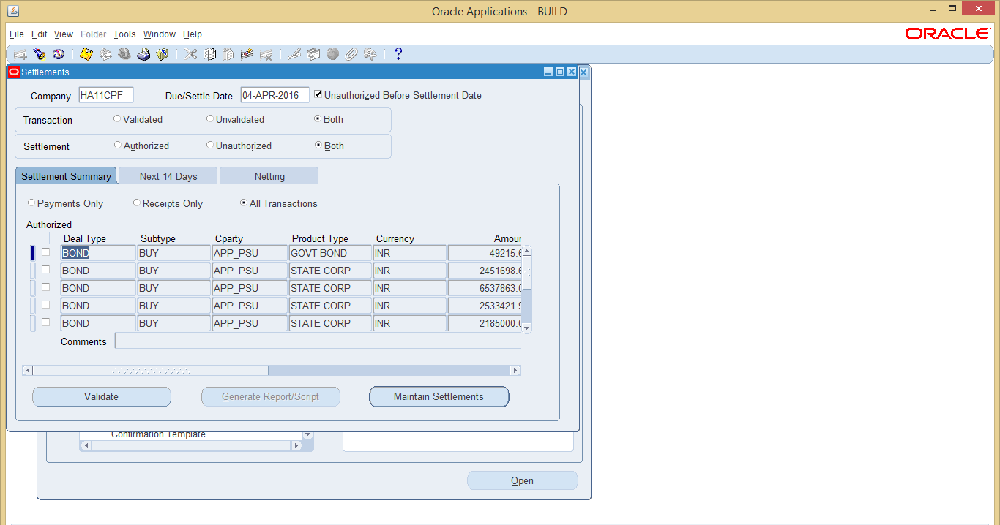 Oracle Applications - BUILD
File Edit View Folder Tools Window Help
ORACLE
Settlements
Company HA11CPF Due/Settle Date 04-APR-2016 Unauthorized Before Settlement Date
Transaction Validated Unvalidated Both
Settlement Authorized Unauthorized Both
Settlement Summary Next 14 Days Netting
Payments Only Receipts Only All Transactions
Authorized
Deal Type Subtype Cparty Product Type Currency Amour
BOND BUY APP_PSU GOVT BOND INR -49215.6
BOND BUY APP_PSU STATE CORP INR 2451698.6
BOND BUY APP_PSU STATE CORP INR 6537863.0
BOND BUY APP_PSU STATE CORP INR 2533421.9
BOND BUY APP_PSU STATE CORP INR 2185000.0
Comments
Validate Generate Report/Script Maintain Settlements
Confirmation Template
Open